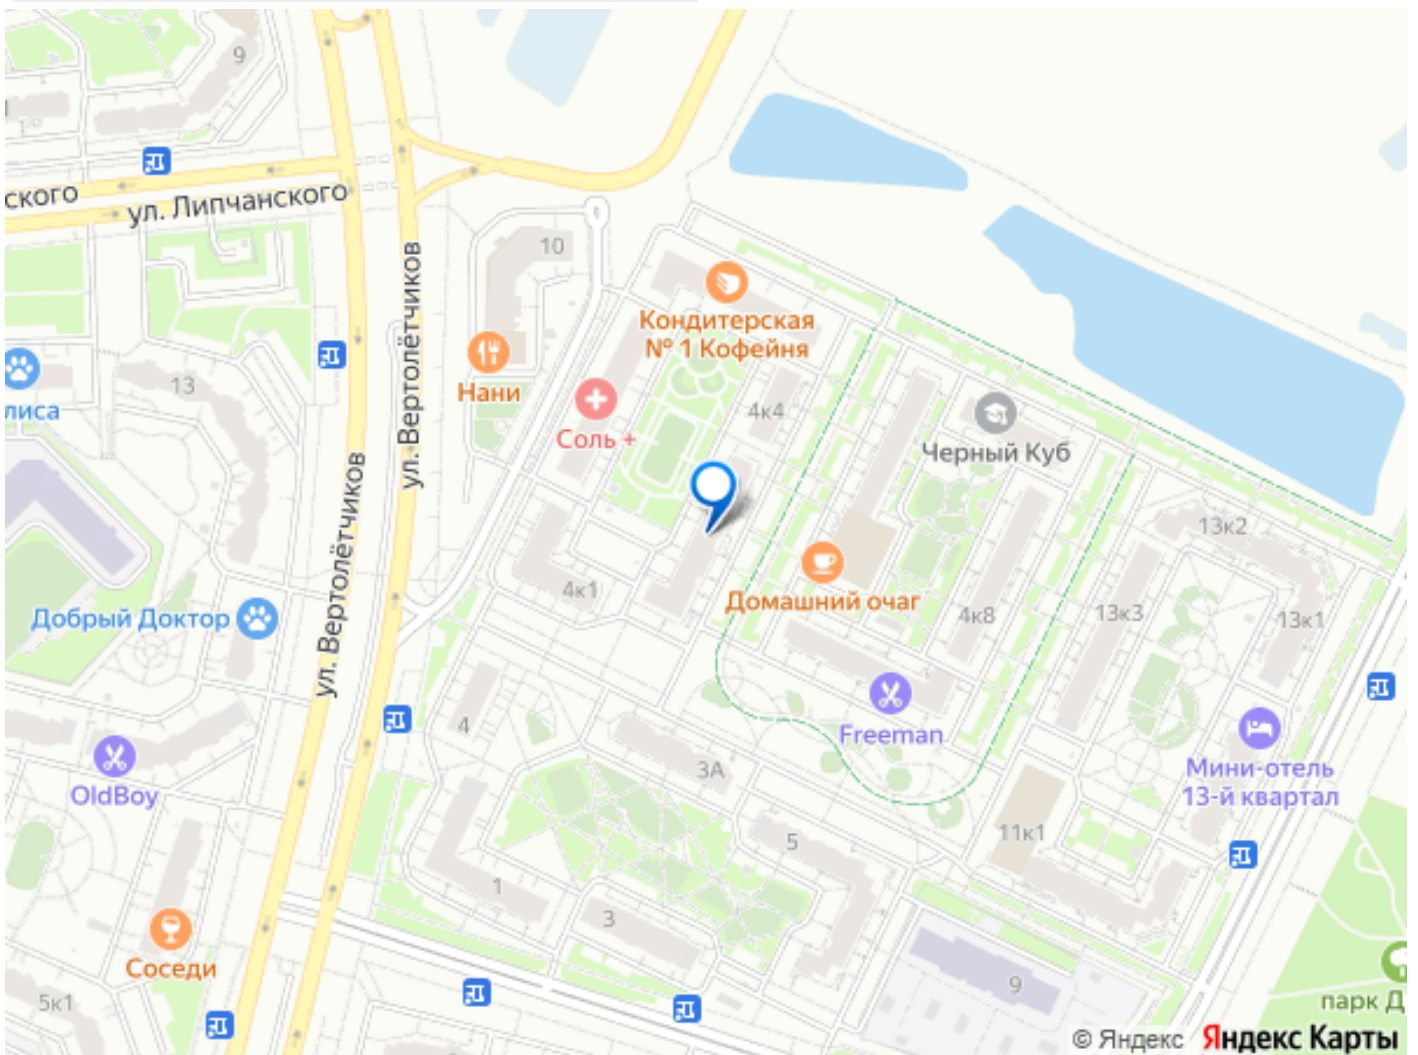 9
ского
ул. Липчанского
10
ул. Вертолётчиков
Кондитерская
№ 1 Кофейня
Нани
13
лиса
4к4
Соль +
Черный Куб
ул. Вертолётчиков
13к2
4к1
Домашний очаг
4к8
13к3
13к1
Добрый Доктор
4
Freeman
3А
Мини-отель
13-й квартал
OldBoy
5
11к1
1
3
Соседи
9
5к1
парк Д
© Яндекс Яндекс Карты